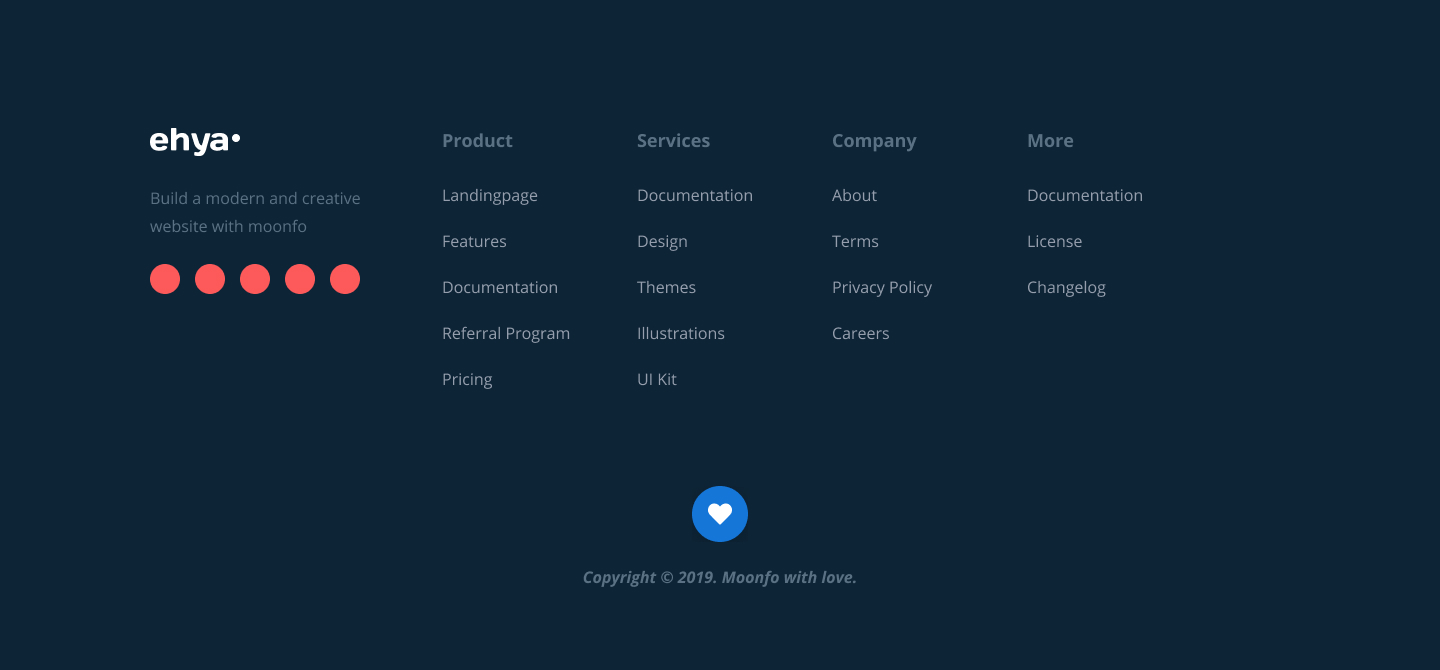 ehya
Build a modern and creative
website with moonfo
Product
Landingpage
Features
Documentation
Referral Program
Pricing
Services
Documentation
Design
Themes
Illustrations
UI Kit
Company
About
Terms
Privacy Policy
Careers
More
Documentation
License
Changelog
Copyright © 2019. Moonfo with love.